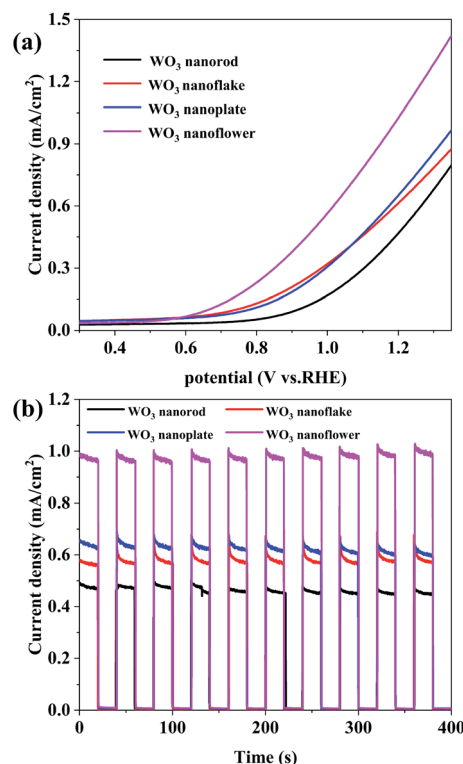 (a)
WO₃ nanorod
WO₃ nanoflake
WO₃ nanoplate
WO₃ nanoflower
Current density (mA/cm²)
1.5
1.2
0.9
0.6
0.3
0.0
0.4 0.6 0.8 1.0 1.2
potential (V vs.RHE)
(b)
WO₃ nanorod WO₃ nanoflake
WO₃ nanoplate WO₃ nanoflower
Current density (mA/cm²)
1.2
1.0
0.8
0.6
0.4
0.2
0.0
0 100 200 300 400
Time (s)